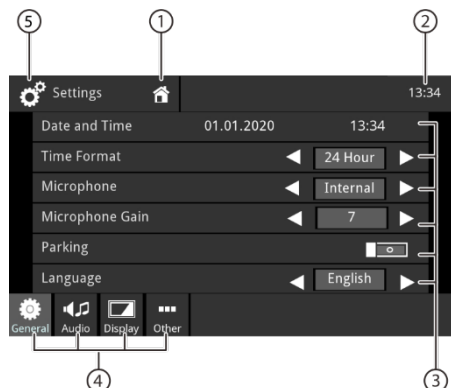 5 1 2
Settings 13:34
Date and Time 01.01.2020 13:34
Time Format 24 Hour
Microphone Internal
Microphone Gain 7
Parking
Language English
General Audio Display Other
4 3